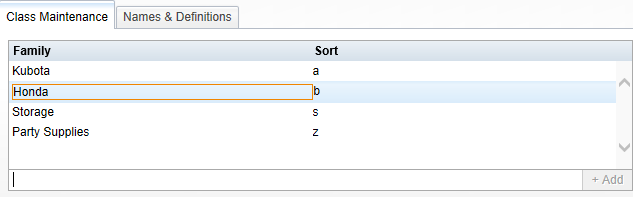 Class Maintenance Names & Definitions
Family Sort
Kubota a
Honda b
Storage s
Party Supplies z
+ Add